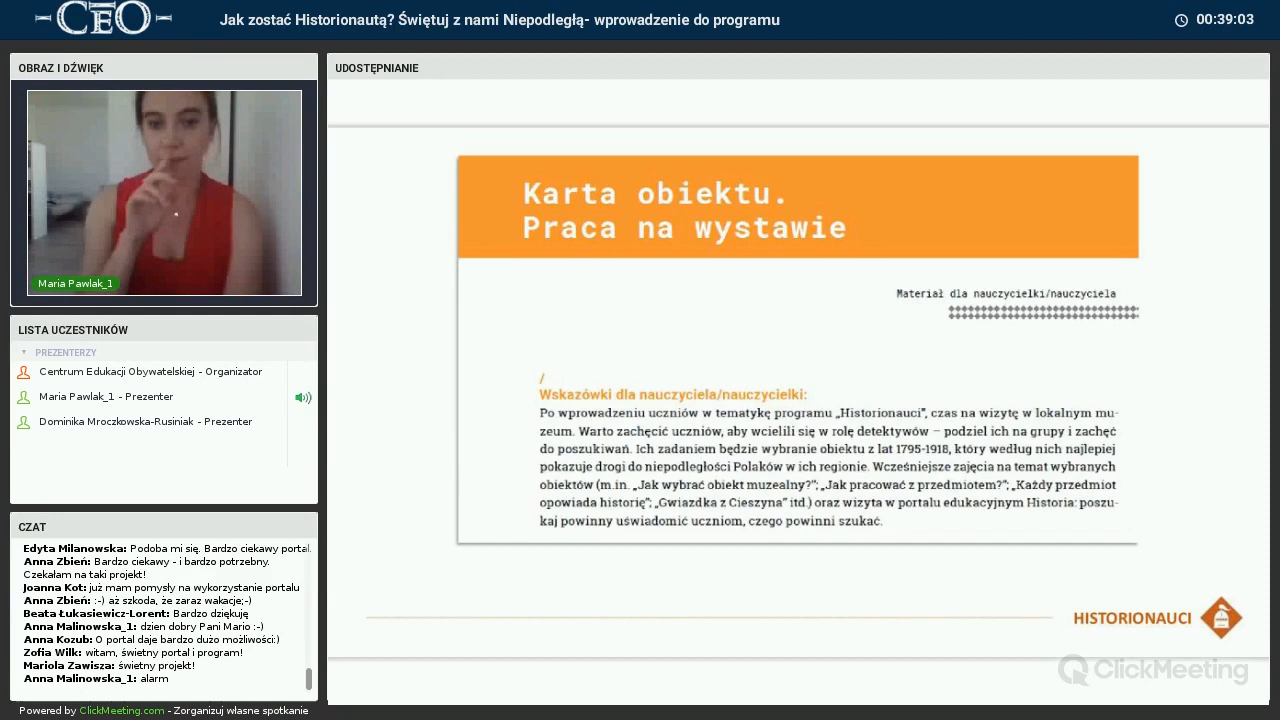 CEO
Jak zostać Historionautą? Świętuj z nami Niepodległą- wprowadzenie do programu
00:39:03
OBRAZ I DŹWIĘK
Maria Pawlak_1
LISTA UCZESTNIKÓW
PREZENTERZY
Centrum Edukacji Obywatelskiej - Organizator
Maria Pawlak_1 - Prezenter
Dominika Mroczkowska-Rusiniak - Prezenter
CZAT
Edyta Milanowska: Podoba mi się. Bardzo ciekawy portal.
Anna Zbień: Bardzo ciekawy - i bardzo potrzebny.
Czekałam na taki projekt!
Joanna Kot: już mam pomysły na wykorzystanie portalu
Anna Zbień: :-) aż szkoda, że zaraz wakacje;-)
Beata Łukasiewicz-Lorent: Bardzo dziękuję
Anna Malinowska_1: dzien dobry Pani Mario :-)
Anna Kozub: O portal daje bardzo dużo możliwości:)
Zofia Wilk: witam, świetny portal i program!
Mariola Zawisza: świetny projekt!
Anna Malinowska_1: alarm
Powered by ClickMeeting.com - Zorganizuj własne spotkanie
UDOSTĘPNIANIE
Karta obiektu.
Praca na wystawie
Materiał dla nauczycielki/nauczyciela
/
Wskazówki dla nauczyciela/nauczycielki:
Po wprowadzeniu uczniów w tematykę programu „Historionauci”, czas na wizytę w lokalnym mu-
zeum. Warto zachęcić uczniów, aby wcielili się w rolę detektywów – podziel ich na grupy i zachęć
do poszukiwań. Ich zadaniem będzie wybranie obiektu z lat 1795-1918, który według nich najlepiej
pokazuje drogi do niepodległości Polaków w ich regionie. Wcześniejsze zajęcia na temat wybranych
obiektów (m.in. „Jak wybrać obiekt muzealny?”; „Jak pracować z przedmiotem?”; „Każdy przedmiot
opowiada historię”; „Gwiazdka z Cieszyna” itd.) oraz wizyta w portalu edukacyjnym Historia: poszu-
kaj powinny uświadomić uczniom, czego powinni szukać.
HISTORIONAUCI
ClickMeeting